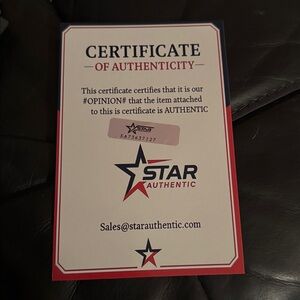 CERTIFICATE
OF AUTHENTICITY
This certificate certifies that it is our
#OPINION# that the item attached
to this is certificate is AUTHENTIC
STAR
AUTHENTIC
Sales@starauthentic.com